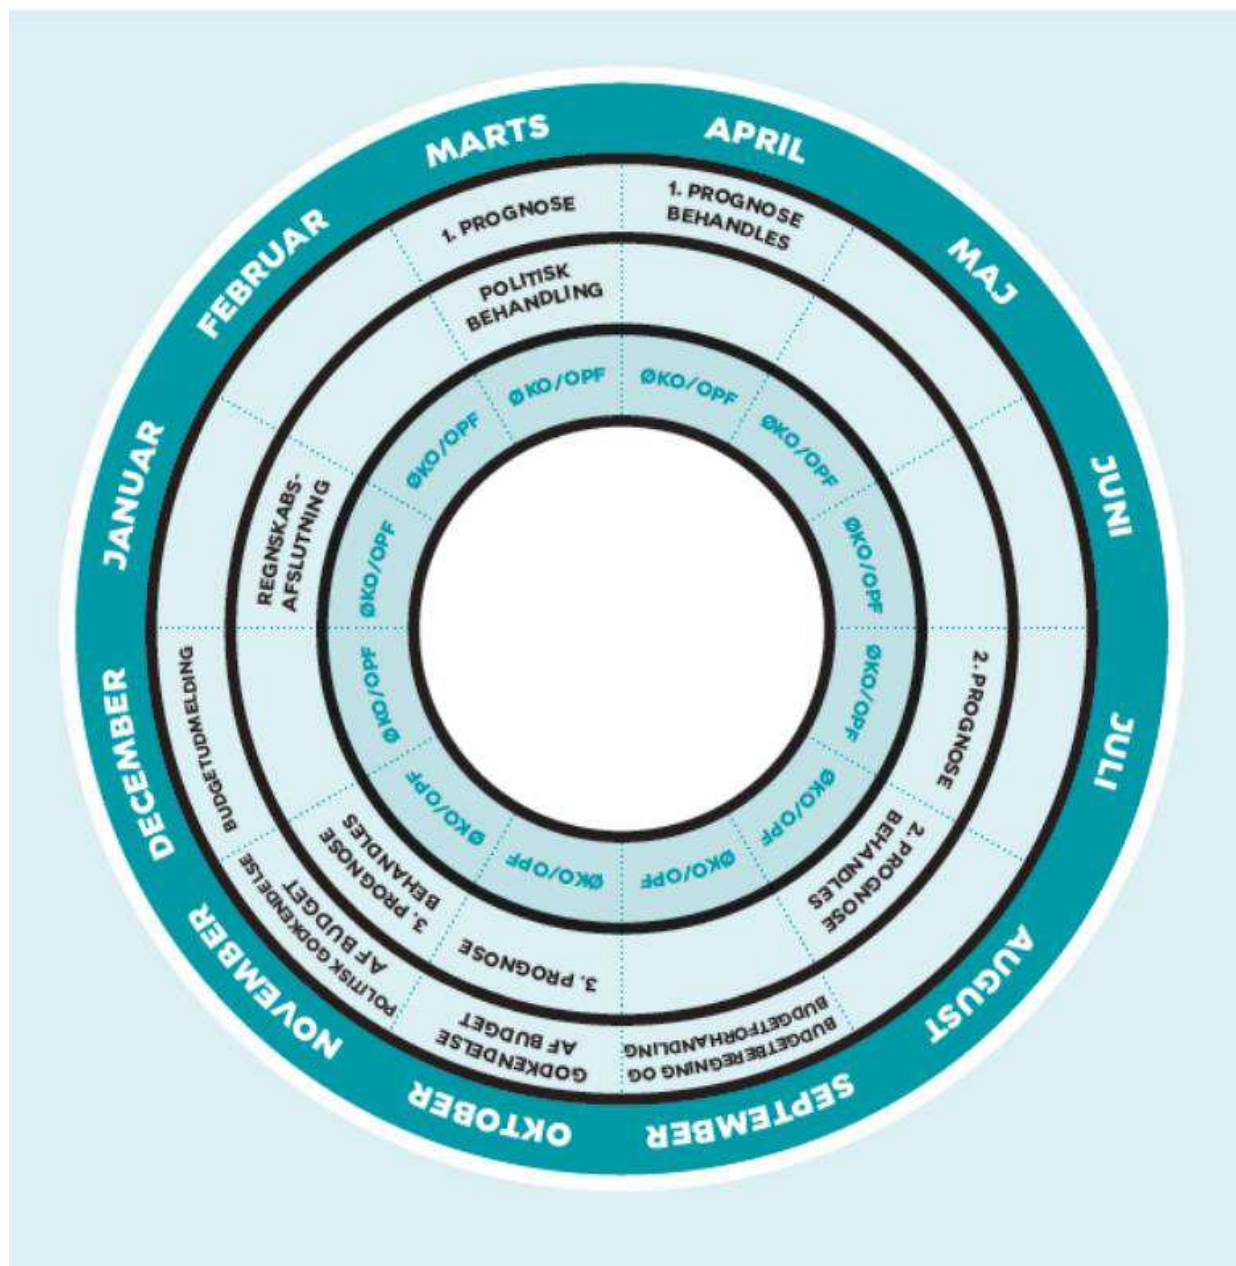 JANUAR
FEBRUAR
MARTS
APRIL
MAJ
JUNI
JULI
AUGUST
SEPTEMBER
OKTOBER
NOVEMBER
DECEMBER
1. PROGNOSE
1. PROGNOSE
BEHANDLES
BUDGETBEREGNING OG
BUDGETFORHANDLING
GODKENDELSE
AF BUDGET
POLITISK GODKENDELSE
AF BUDGET
BUDGETUDMELDING
REGNSKABS-
AFSLUTNING
POLITISK
BEHANDLING
2. PROGNOSE
2. PROGNOSE
BEHANDLES
3. PROGNOSE
3. PROGNOSE
BEHANDLES
ØKO/OPF
ØKO/OPF
ØKO/OPF
ØKO/OPF
ØKO/OPF
ØKO/OPF
ØKO/OPF
ØKO/OPF
ØKO/OPF
ØKO/OPF
ØKO/OPF
ØKO/OPF